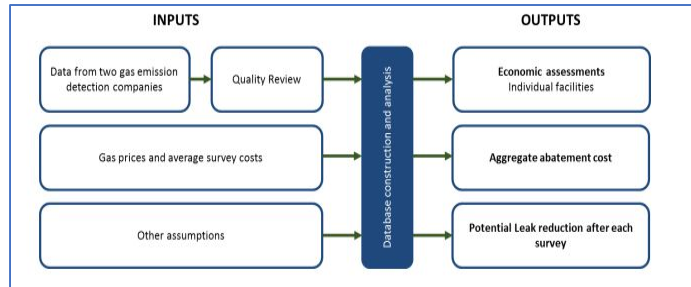 INPUTS
OUTPUTS
Data from two gas emission
detection companies
Quality Review
Gas prices and average survey costs
Other assumptions
Database construction and analysis
Economic assessments
Individual facilities
Aggregate abatement cost
Potential Leak reduction after each
survey